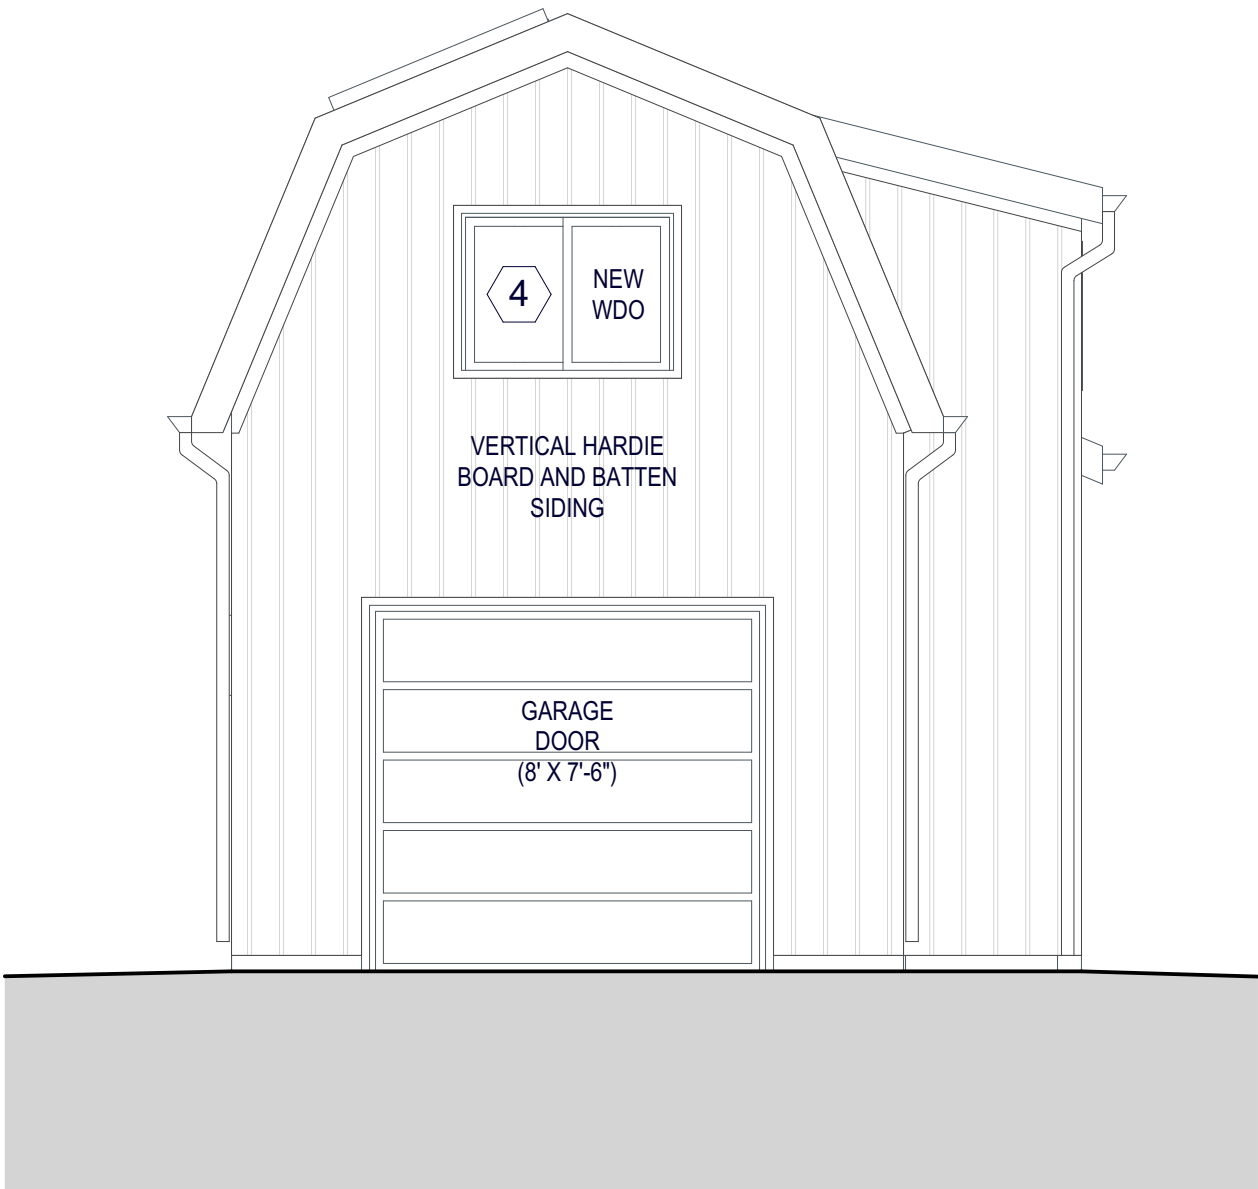 4
NEW
WDO
VERTICAL HARDIE
BOARD AND BATTEN
SIDING
GARAGE
DOOR
(8' X 7'-6")